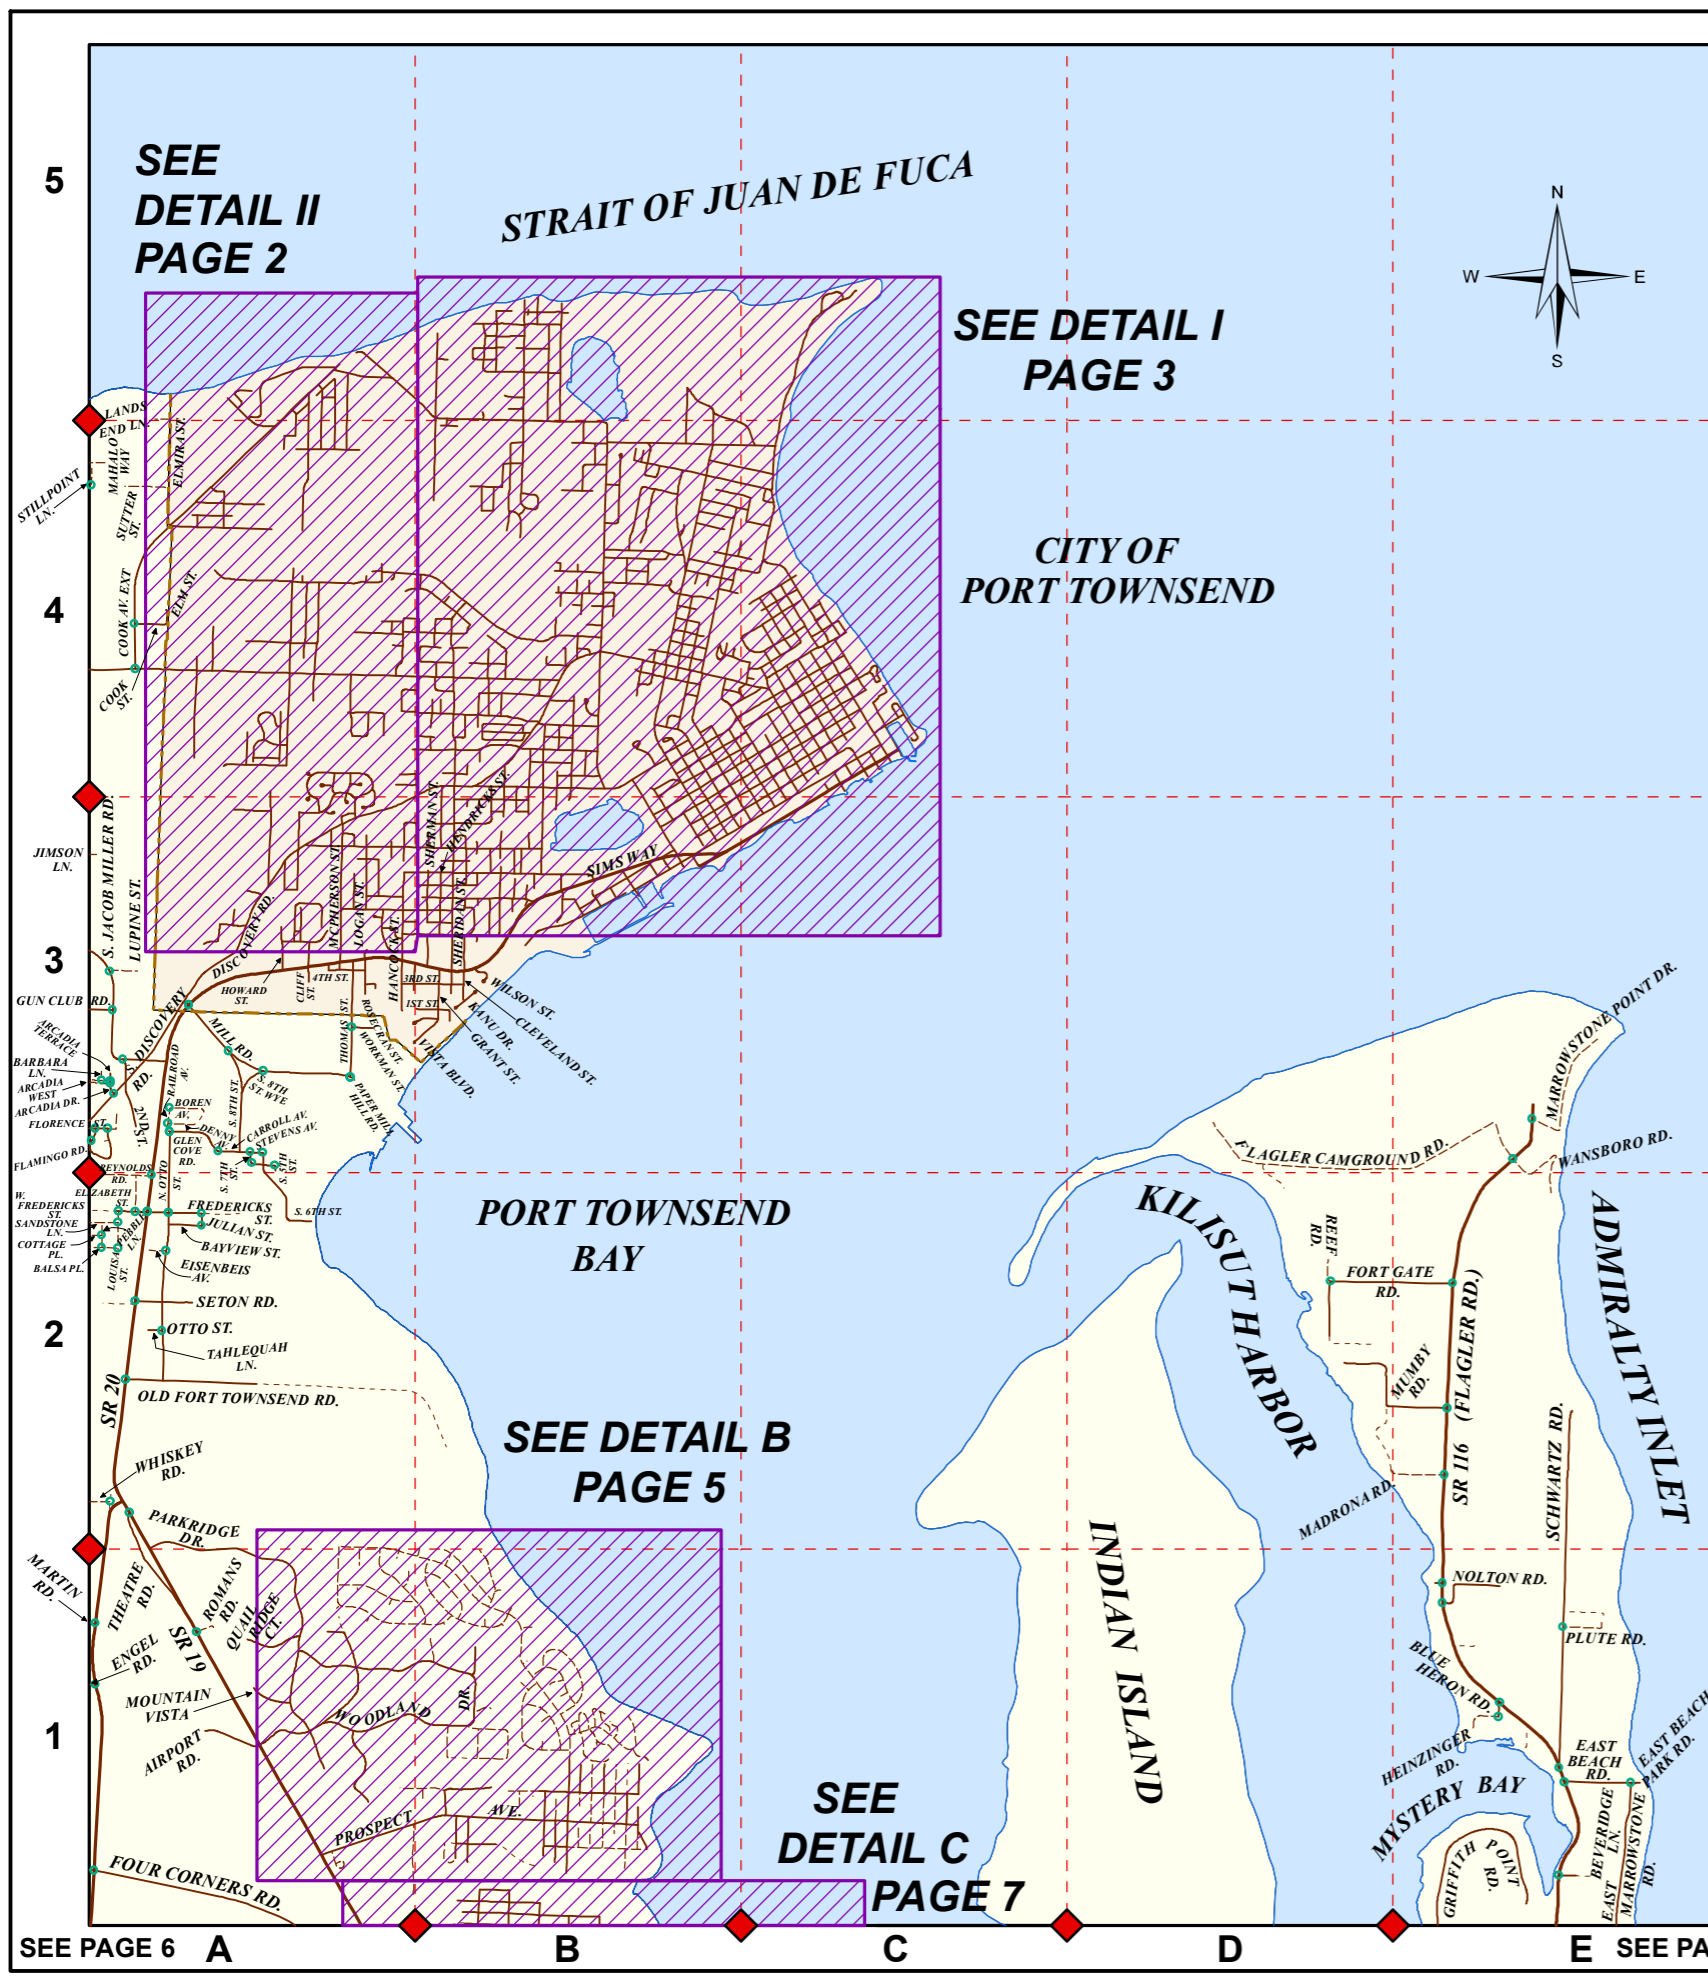 5
SEE
DETAIL II
PAGE 2
STRAIT OF JUAN DE FUCA
N
W
E
S
SEE DETAIL I
PAGE 3
LANDS
END LN.
MAHALO
WAY
ELMIRA ST.
STILLPOINT
LN.
SUTTER
ST.
CITY OF
PORT TOWNSEND
4
COOK AV. EXT
ELM ST.
COOK
ST.
S. JACOB MILLER RD.
JIMSON
LN.
LUPINE ST.
SHERMAN ST.
HENDRICKS ST.
SIMS WAY
MCPHERSON ST.
LOGAN ST.
DISCOVERY RD.
HANCOCK ST.
SHERIDAN ST.
3
HOWARD
ST.
CLIFF
ST.
4TH ST.
3RD ST.
1ST ST.
WILSON ST.
KANU DR.
CLEVELAND ST.
GRANT ST.
VISTA BLVD.
GUN CLUB RD.
S. DISCOVERY
RD.
ARCADIA
TERRACE
BARBARA
LN.
ARCADIA
WEST
ARCADIA DR.
MILL RD.
RAILROAD
AV.
THOMAS ST.
ROSECRAN ST.
WORKMAN ST.
PAPER MILL
HILL RD.
S. 8TH
ST. WYE
S. 8TH ST.
BOREN
AV.
2ND ST.
DENNY
AV.
CARROLL AV.
STEVENS AV.
FLORENCE ST.
GLEN
COVE
RD.
FLAMINGO RD.
S. 7TH
ST.
S. 5TH
ST.
REYNOLDS
RD.
N. OTTO
ST.
ELIZABETH
ST.
W.
FREDERICKS
ST.
FREDERICKS
ST.
S. 6TH ST.
SANDSTONE
LN.
PEBBLE
LN.
JULIAN ST.
COTTAGE
PL.
BAYVIEW ST.
BALSA PL.
LOUISA
ST.
EISENBEIS
AV.
SETON RD.
2
OTTO ST.
TAHLEQUAH
LN.
SR 20
OLD FORT TOWNSEND RD.
PORT TOWNSEND
BAY
MARROWSTONE POINT DR.
FLAGLER CAMGROUND RD.
WANSBORO RD.
KILISUT HARBOR
REEF
RD.
FORT GATE
RD.
ADMIRALTY INLET
MUMBY
RD.
SR 116 (FLAGLER RD.)
SCHWARTZ RD.
MADRONA RD.
SEE DETAIL B
PAGE 5
WHISKEY
RD.
PARKRIDGE
DR.
MARTIN
RD.
THEATRE
RD.
ROMANS
RD.
QUAIL
RIDGE
CT.
SR 19
ENGEL
RD.
MOUNTAIN
VISTA
WOODLAND
DR.
1
AIRPORT
RD.
PROSPECT
AVE.
FOUR CORNERS RD.
INDIAN ISLAND
NOLTON RD.
PLUTE RD.
BLUE
HERON RD.
HEINZINGER
RD.
EAST
BEACH
RD.
EAST BEACH
PARK RD.
MYSTERY BAY
GRIFFITH POINT
RD.
BEVERIDGE
LN.
EAST MARROWSTONE
RD.
SEE
DETAIL C
PAGE 7
SEE PAGE 6
A
B
C
D
E
SEE PA